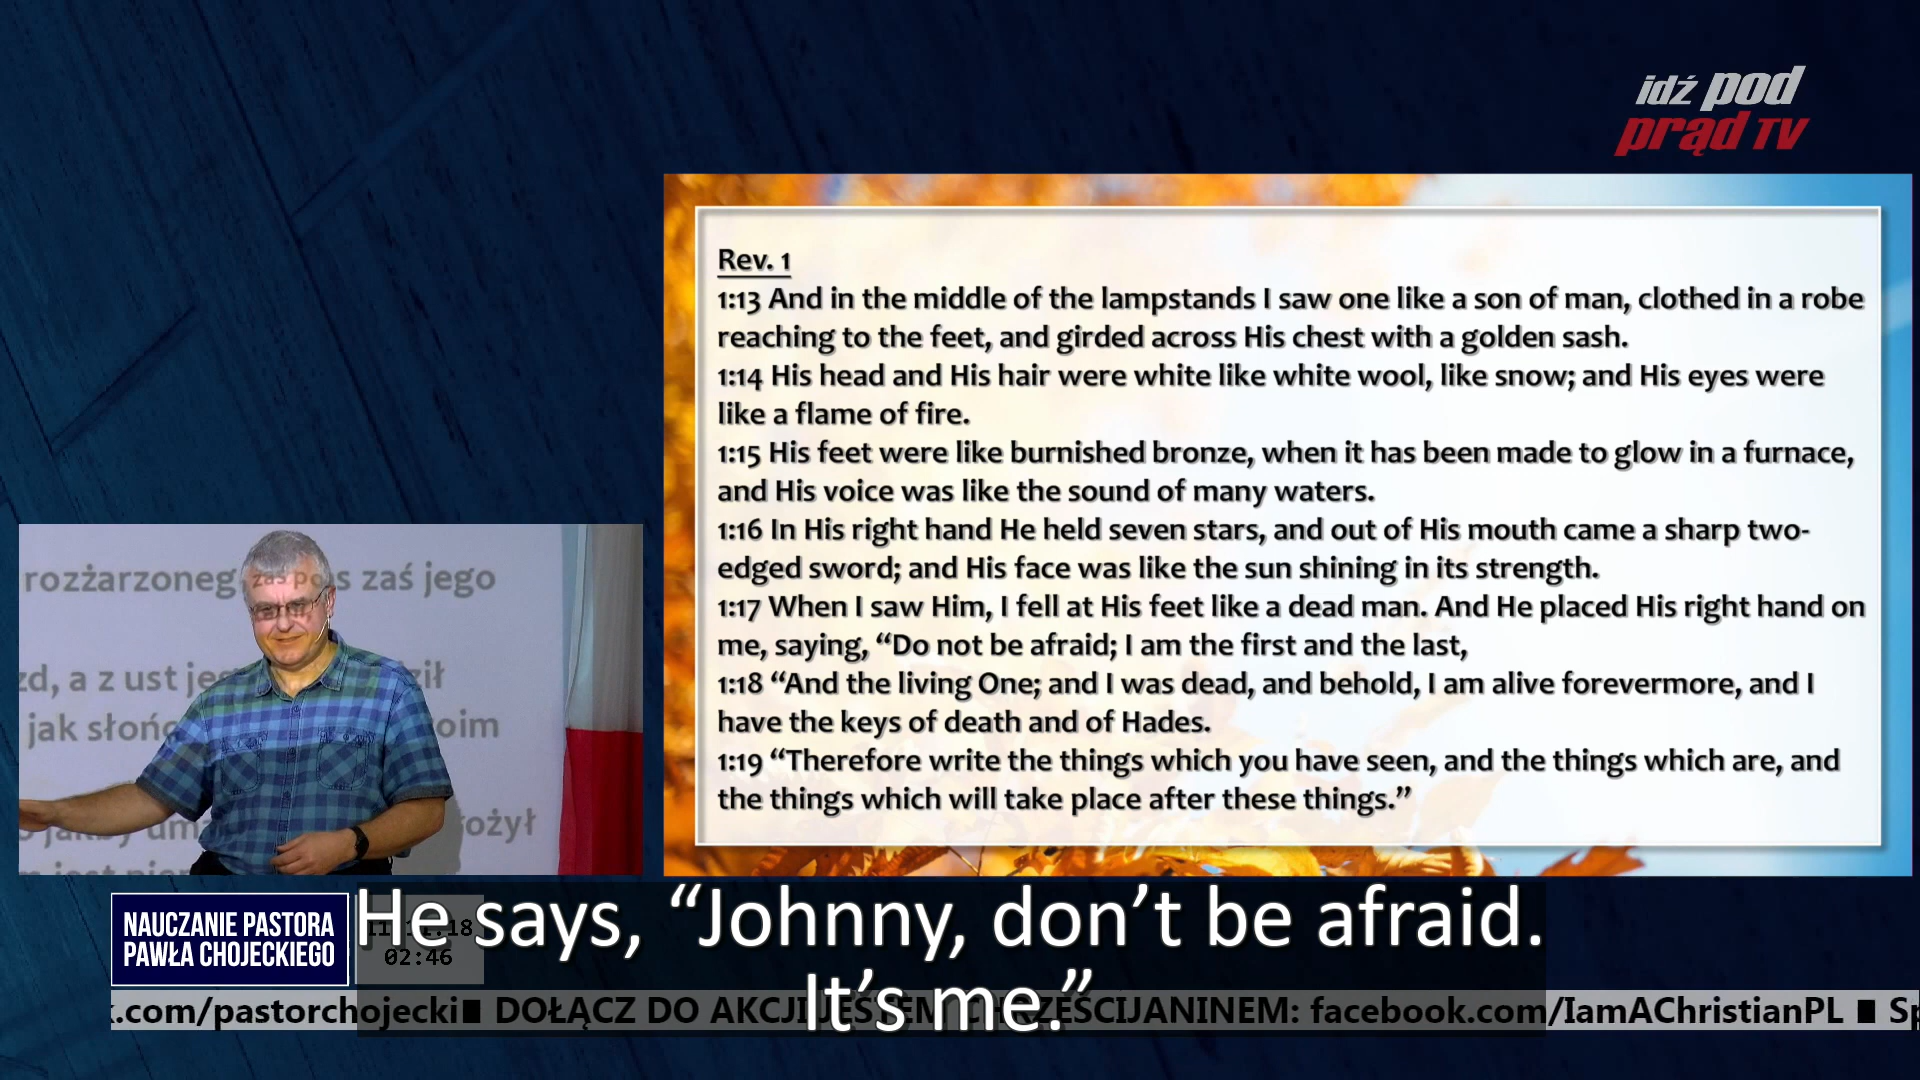 idź pod
prąd TV
Rev. 1
1:13 And in the middle of the lampstands I saw one like a son of man, clothed in a robe
reaching to the feet, and girded across His chest with a golden sash.
1:14 His head and His hair were white like white wool, like snow; and His eyes were
like a flame of fire.
1:15 His feet were like burnished bronze, when it has been made to glow in a furnace,
and His voice was like the sound of many waters.
1:16 In His right hand He held seven stars, and out of His mouth came a sharp two-
edged sword; and His face was like the sun shining in its strength.
1:17 When I saw Him, I fell at His feet like a dead man. And He placed His right hand on
me, saying, “Do not be afraid; I am the first and the last,
1:18 “And the living One; and I was dead, and behold, I am alive forevermore, and I
have the keys of death and of Hades.
1:19 “Therefore write the things which you have seen, and the things which are, and
the things which will take place after these things.”
rozżarzoneg zaś jego
zd, a z ust
jak słońc
NAUCZANIE PASTORA
PAWŁA CHOJECKIEGO
02:46
He says, “Johnny, don’t be afraid.
It’s me.”
k.com/pastorchojecki ∎ DOŁĄCZ DO AKCJI JESTEM CHRZEŚCIJANINEM: facebook.com/IamAChristianPL ∎ Sp